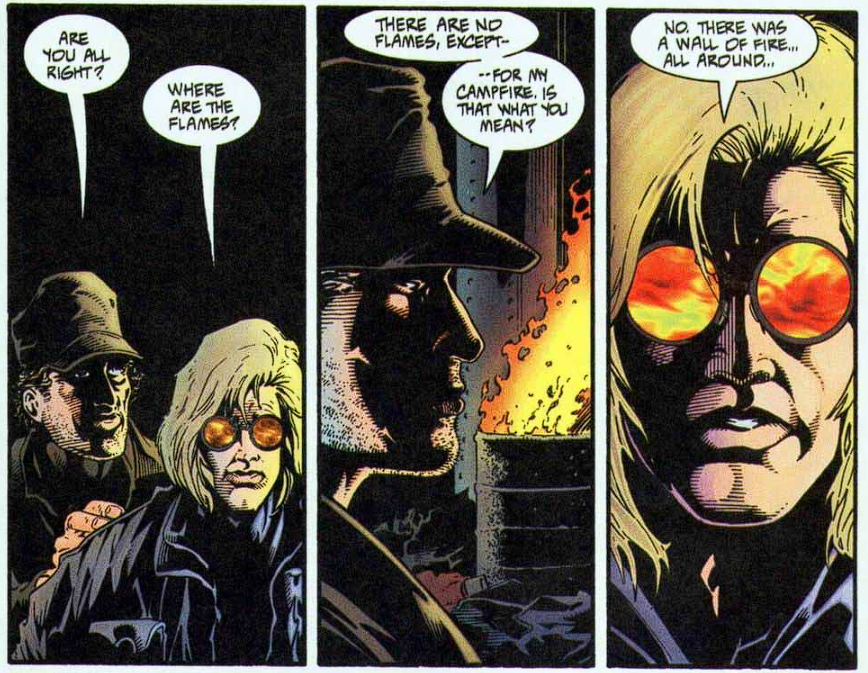 ARE
YOU ALL
RIGHT?
WHERE
ARE THE
FLAMES?
THERE ARE NO
FLAMES, EXCEPT-
--FOR MY
CAMPFIRE. IS
THAT WHAT YOU
MEAN?
NO. THERE WAS
A WALL OF FIRE...
ALL AROUND...